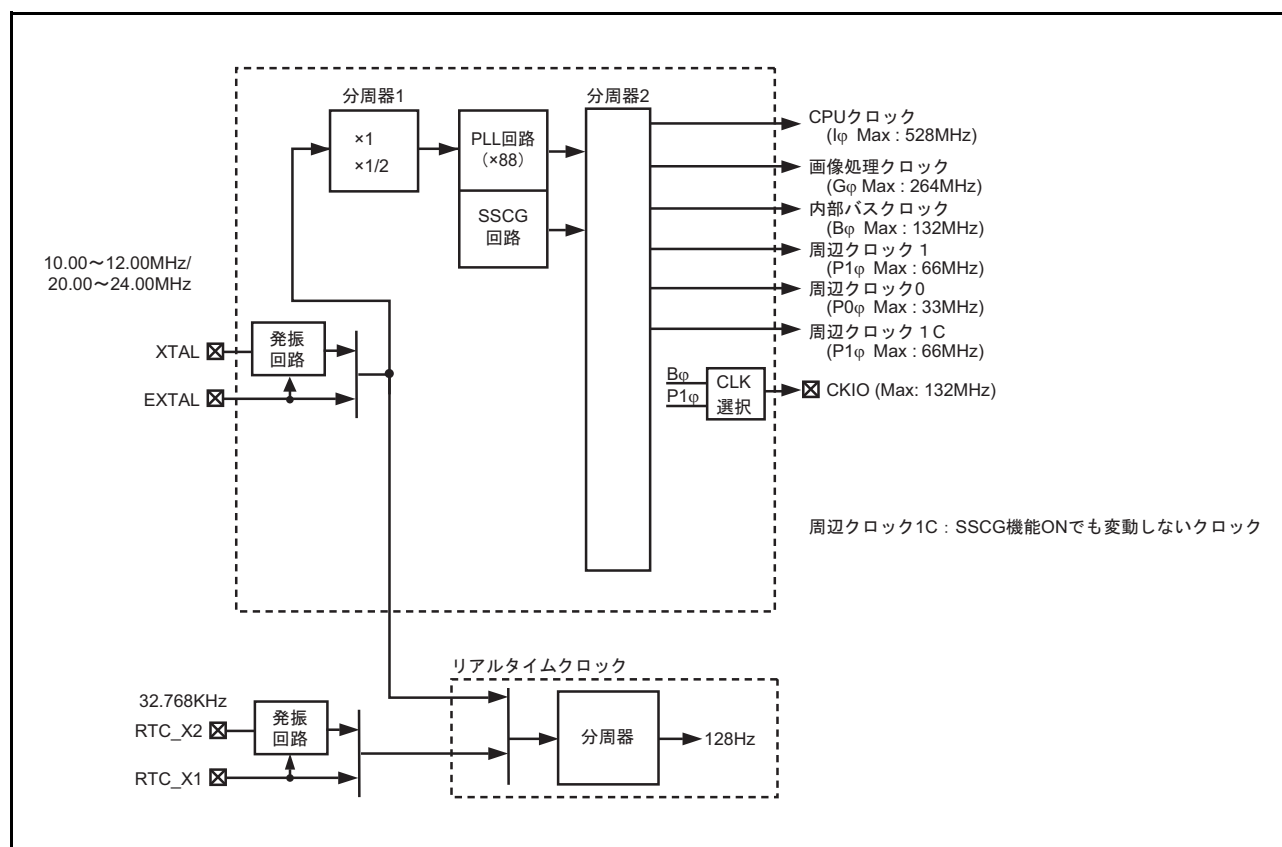 分周器1
×1
×1/2
PLL回路
(×88)
SSCG
回路
分周器2
CPUクロック
(Iφ Max : 528MHz)
画像処理クロック
(Gφ Max : 264MHz)
内部バスクロック
(Bφ Max : 132MHz)
周辺クロック 1
(P1φ Max : 66MHz)
周辺クロック0
(P0φ Max : 33MHz)
周辺クロック 1 C
(P1φ Max : 66MHz)
10.00～12.00MHz/
20.00～24.00MHz
XTAL
発振
回路
EXTAL
Bφ
P1φ
CLK
選択
CKIO (Max: 132MHz)
周辺クロック1C : SSCG機能ONでも変動しないクロック
リアルタイムクロック
32.768KHz
RTC_X2
発振
回路
RTC_X1
分周器
128Hz